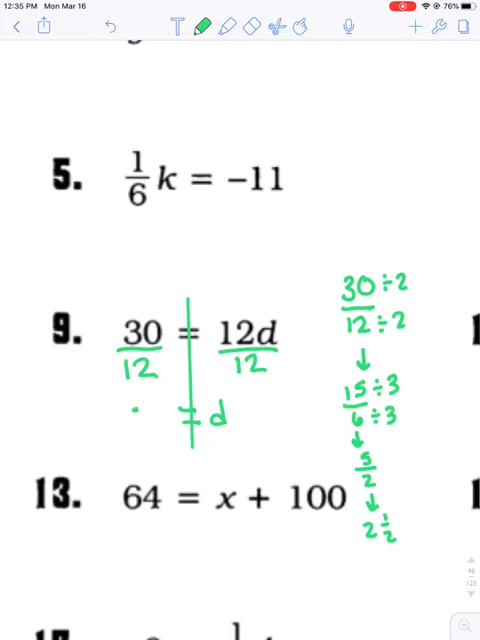 12:35 PM Mon Mar 16
76%
5. 1/6 k = -11
9. 30 = 12d
12 12
= d
30 ÷2
12 ÷2
↓
15 ÷3
6 ÷3
↓
5
2
↓
2 1/2
13. 64 = x + 100
46
123